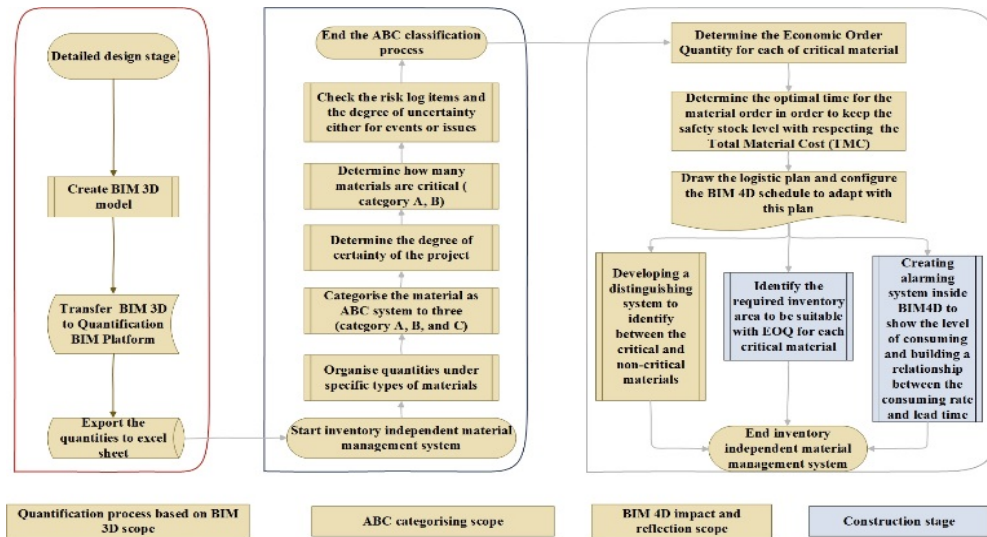 Detailed design stage
Create BIM 3D
model
Transfer BIM 3D
to Quantification
BIM Platform
Export the
quantities to excel
sheet
End the ABC classification
process
Check the risk log items and
the degree of uncertainty
either for events or issues
Determine how many
materials are critical (
category A, B)
Determine the degree of
certainty of the project
Categorise the material as
ABC system to three
(category A, B, and C)
Organise quantities under
specific types of materials
Start inventory independent material
management system
Determine the Economic Order
Quantity for each of critical material
Determine the optimal time for the
material order in order to keep the
safety stock level with respecting the
Total Material Cost (TMC)
Draw the logistic plan and configure
the BIM 4D schedule to adapt with
this plan
Developing a
distinguishing system
to identify
between the
critical and
non-critical
materials
Identify the
required inventory
area to be suitable
with EOQ for each
critical material
Creating
alarming system
inside
BIM4D to
show the level
of consuming
and building a
relationship
between the
consuming rate
and lead time
End inventory
independent material
management system
Quantification process based on BIM
3D scope
ABC categorising scope
BIM 4D impact and
reflection scope
Construction stage